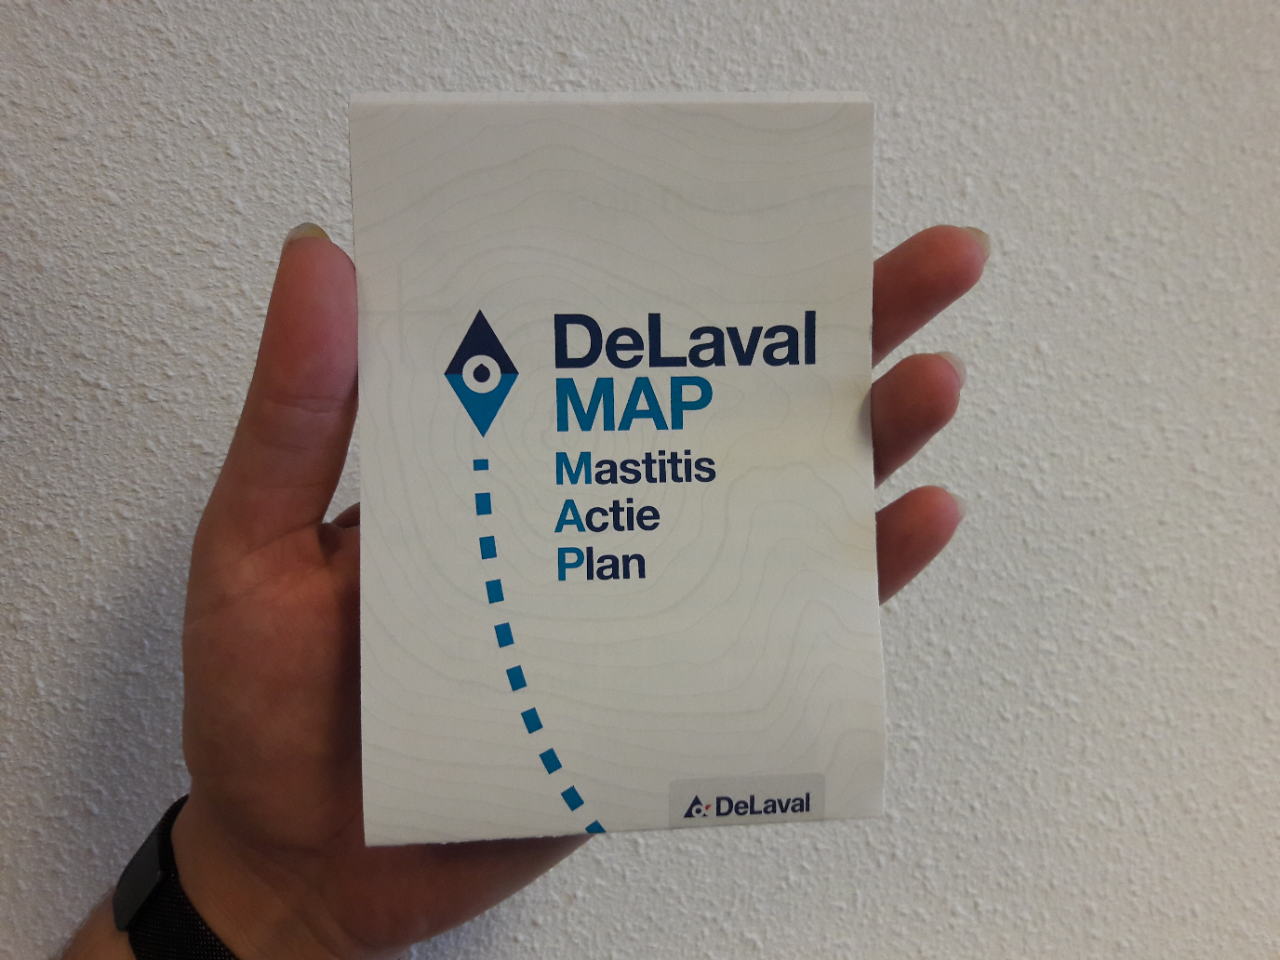 DeLaval
MAP
Mastitis
Actie
Plan
DeLaval